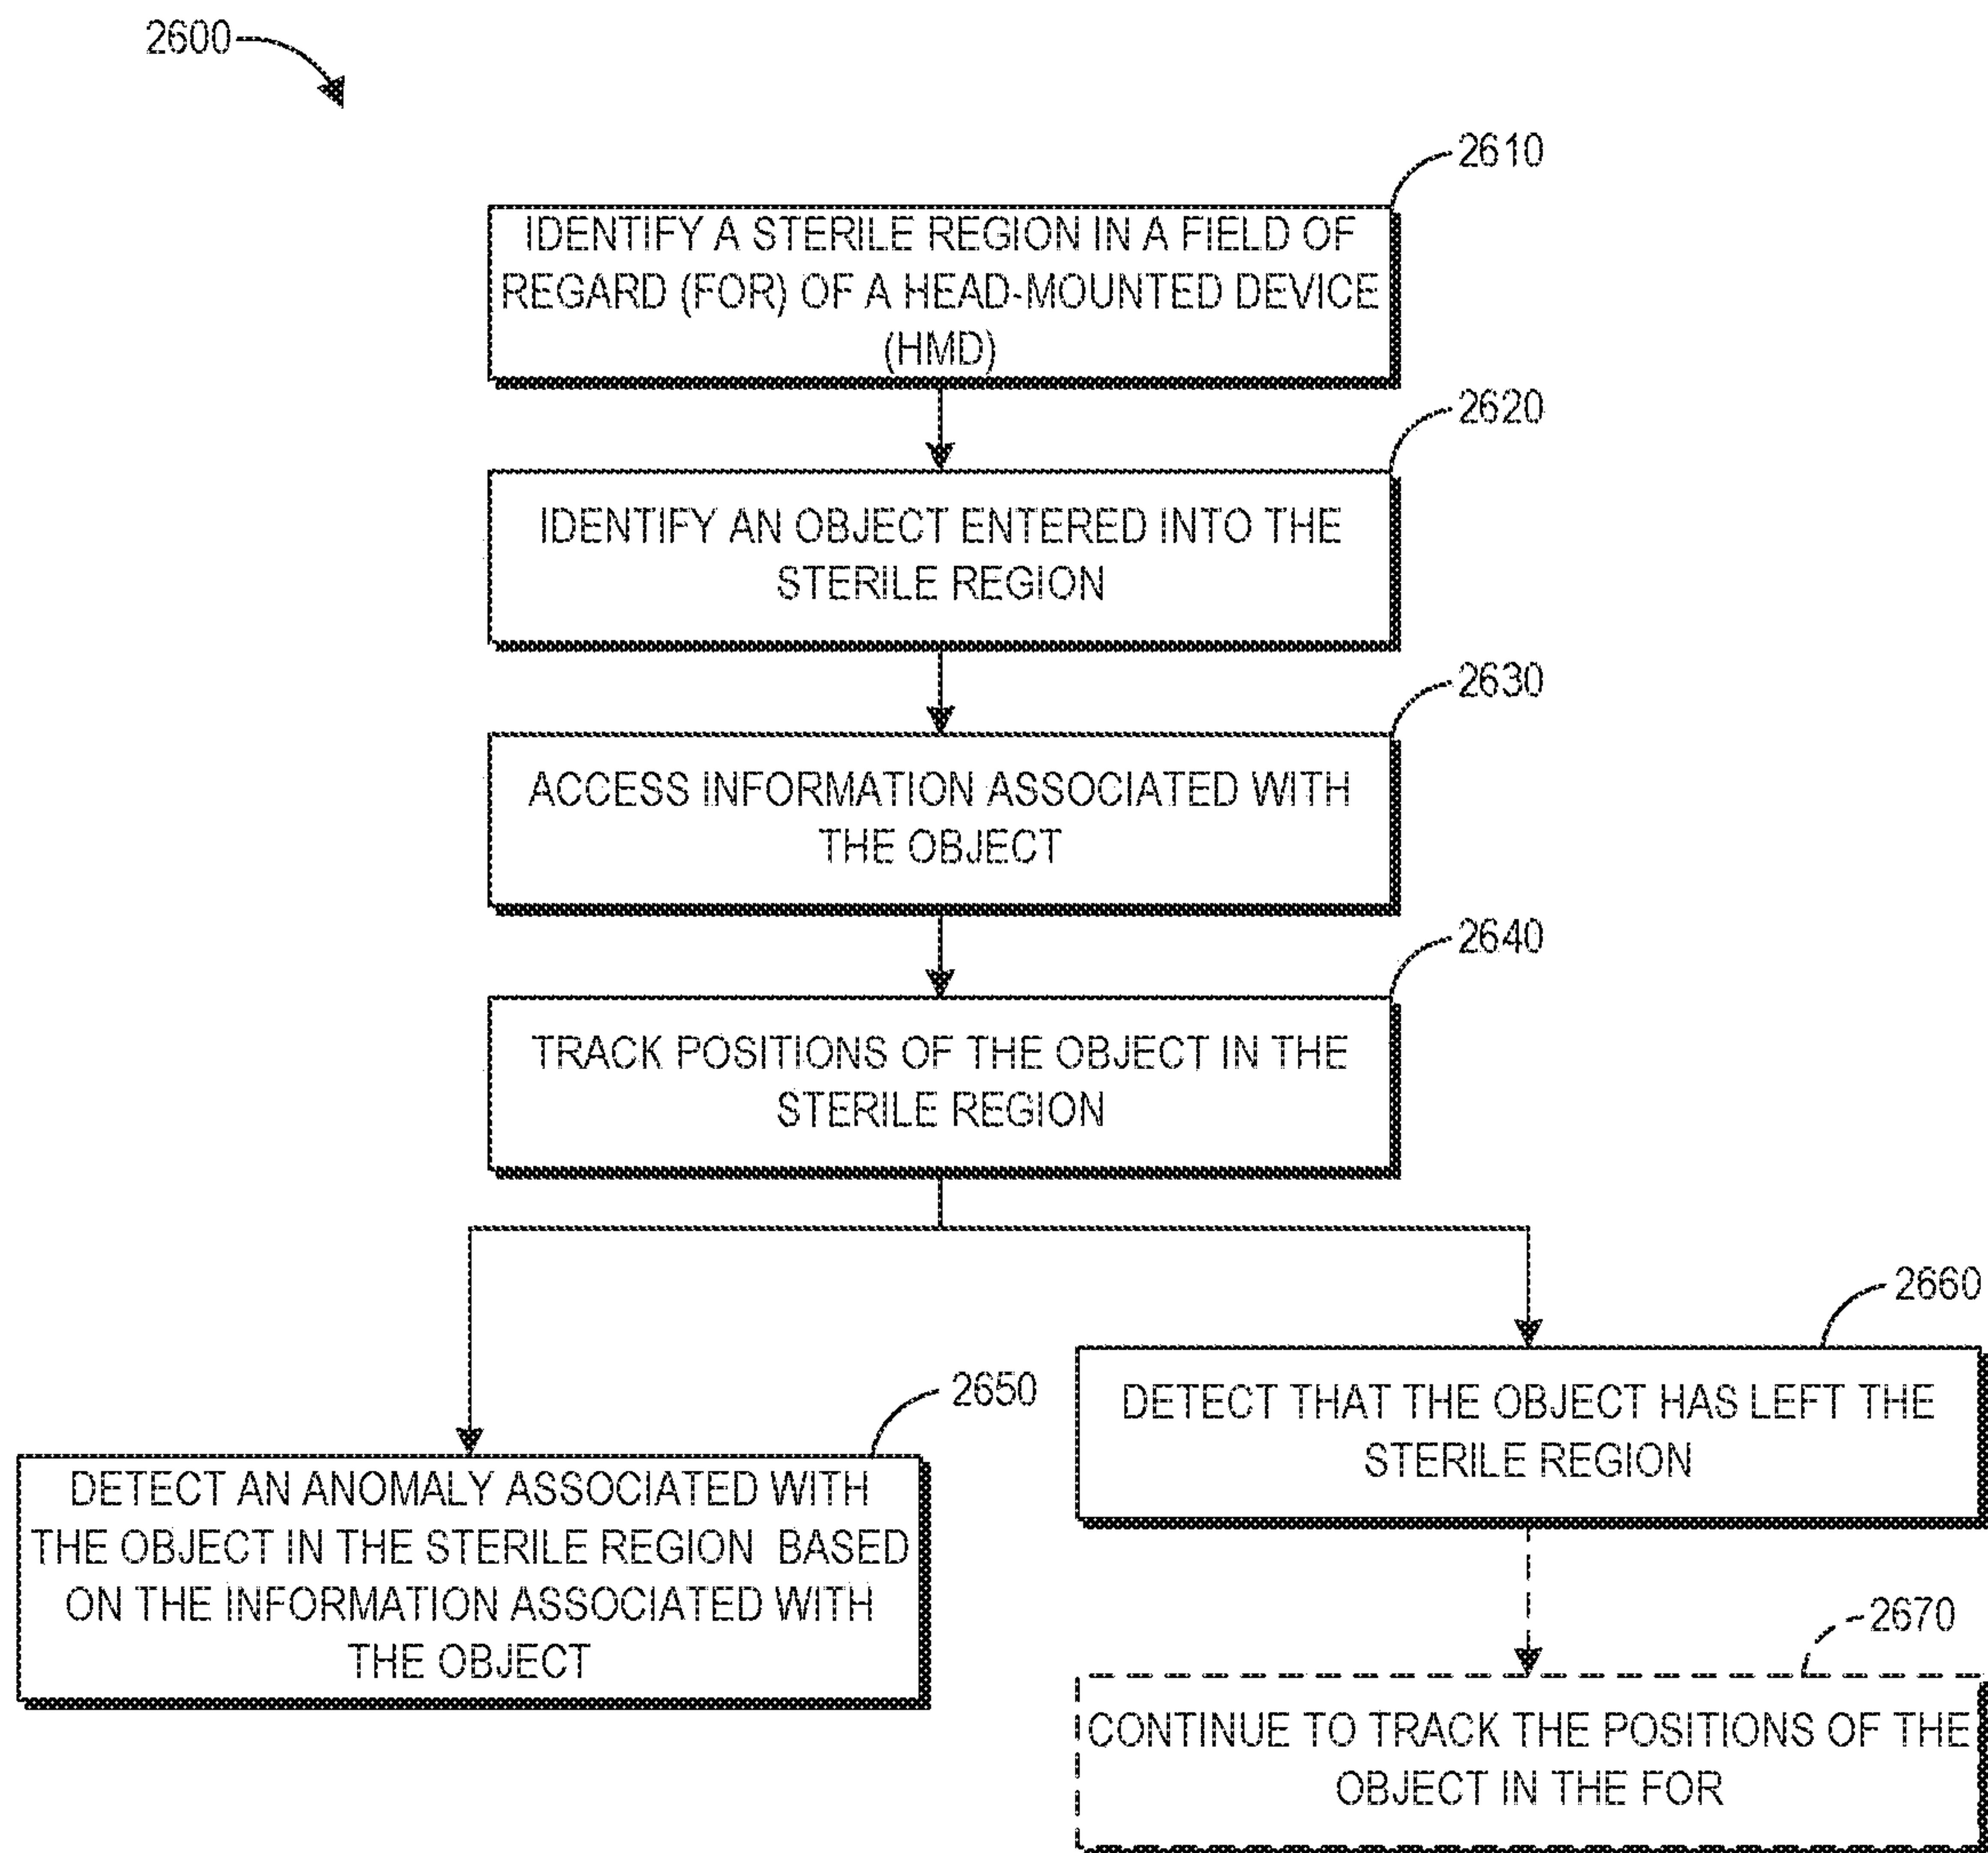 2600
2610
IDENTIFY A STERILE REGION IN A FIELD OF
REGARD (FOR) OF A HEAD-MOUNTED DEVICE
(HMD)
2620
IDENTIFY AN OBJECT ENTERED INTO THE
STERILE REGION
2630
ACCESS INFORMATION ASSOCIATED WITH
THE OBJECT
2640
TRACK POSITIONS OF THE OBJECT IN THE
STERILE REGION
2650
DETECT AN ANOMALY ASSOCIATED WITH
THE OBJECT IN THE STERILE REGION BASED
ON THE INFORMATION ASSOCIATED WITH
THE OBJECT
2660
DETECT THAT THE OBJECT HAS LEFT THE
STERILE REGION
2670
CONTINUE TO TRACK THE POSITIONS OF THE
OBJECT IN THE FOR